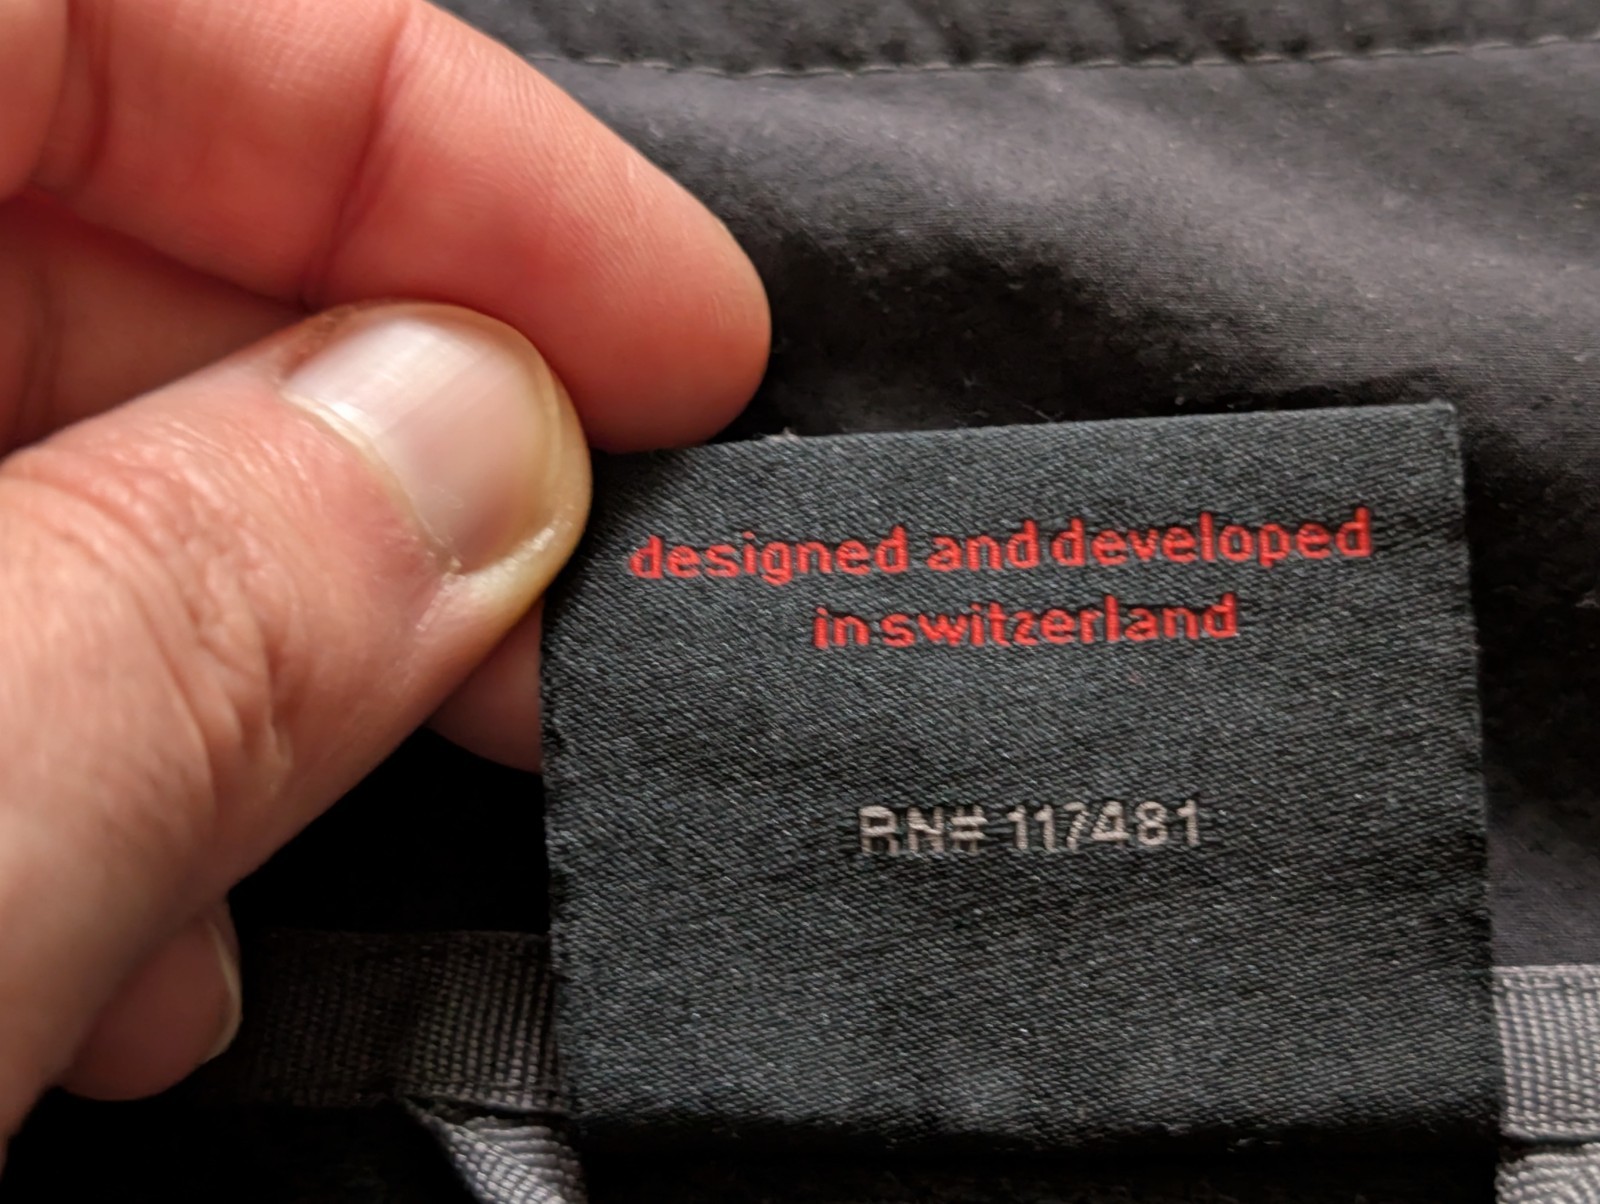 designed and developed
in switzerland
RN# 117481